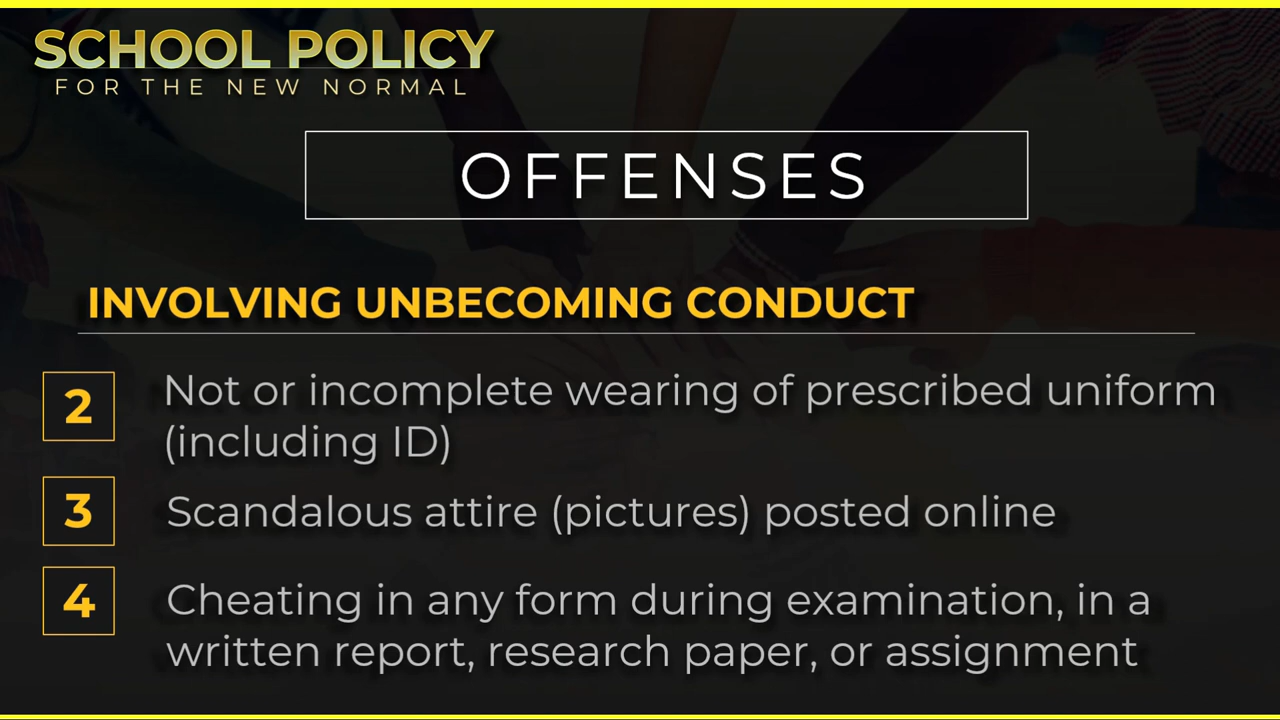 SCHOOL POLICY
FOR THE NEW NORMAL
OFFENSES
INVOLVING UNBECOMING CONDUCT
2
Not or incomplete wearing of prescribed uniform
(including ID)
3
Scandalous attire (pictures) posted online
4
Cheating in any form during examination, in a
written report, research paper, or assignment